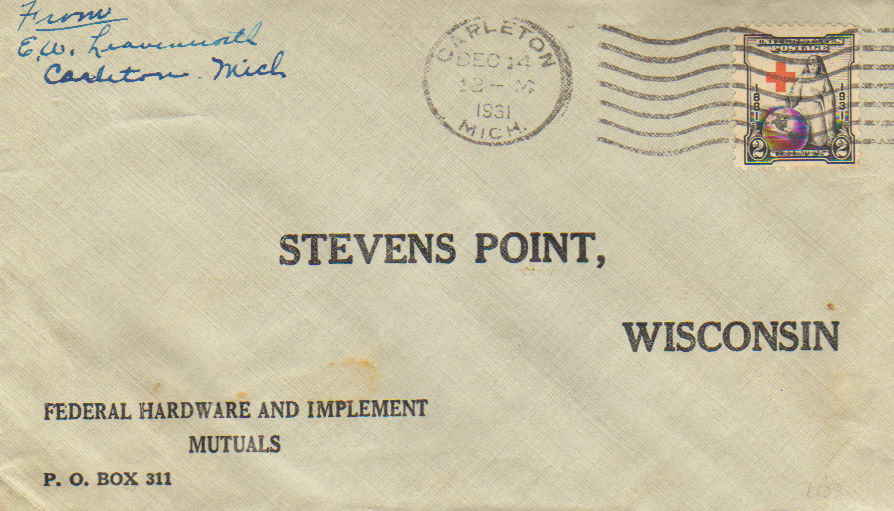 From
E.W. Leavenworth
Carleton Mich
CARLETON
DEC 14
12-M
1931
MICH.
UNITED STATES
POSTAGE
1881 1931
2 2
STEVENS POINT,
WISCONSIN
FEDERAL HARDWARE AND IMPLEMENT
MUTUALS
P. O. BOX 311